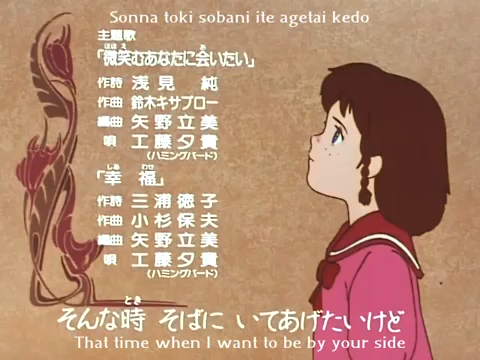 Sonna toki sobani ite agetai kedo
主題歌
「微笑むあなたに会いたい」
作詩 浅見 純
作曲 鈴木キサブロー
編曲 矢野立美
唄 工藤夕貴
(ハミングバード)
「幸福」
作詩 三浦徳子
作曲 小杉保夫
編曲 矢野立美
唄 工藤夕貴
(ハミングバード)
そんな時 そばに いてあげたいけど
That time when I want to be by your side